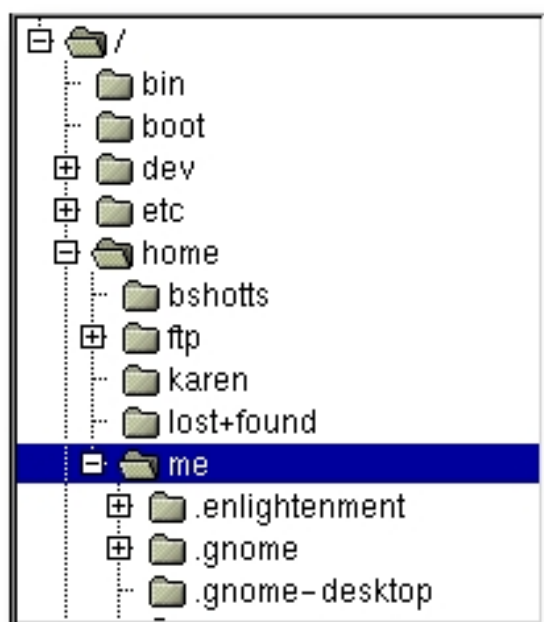 /
bin
boot
dev
etc
home
bshotts
ftp
karen
lost+found
me
.enlightenment
.gnome
.gnome-desktop